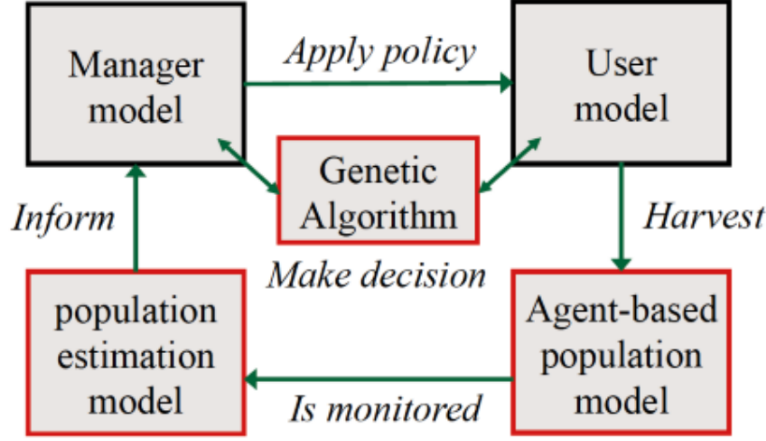 Manager
model
Apply policy
User
model
Genetic
Algorithm
Inform
Harvest
Make decision
population
estimation
model
Agent-based
population
model
Is monitored